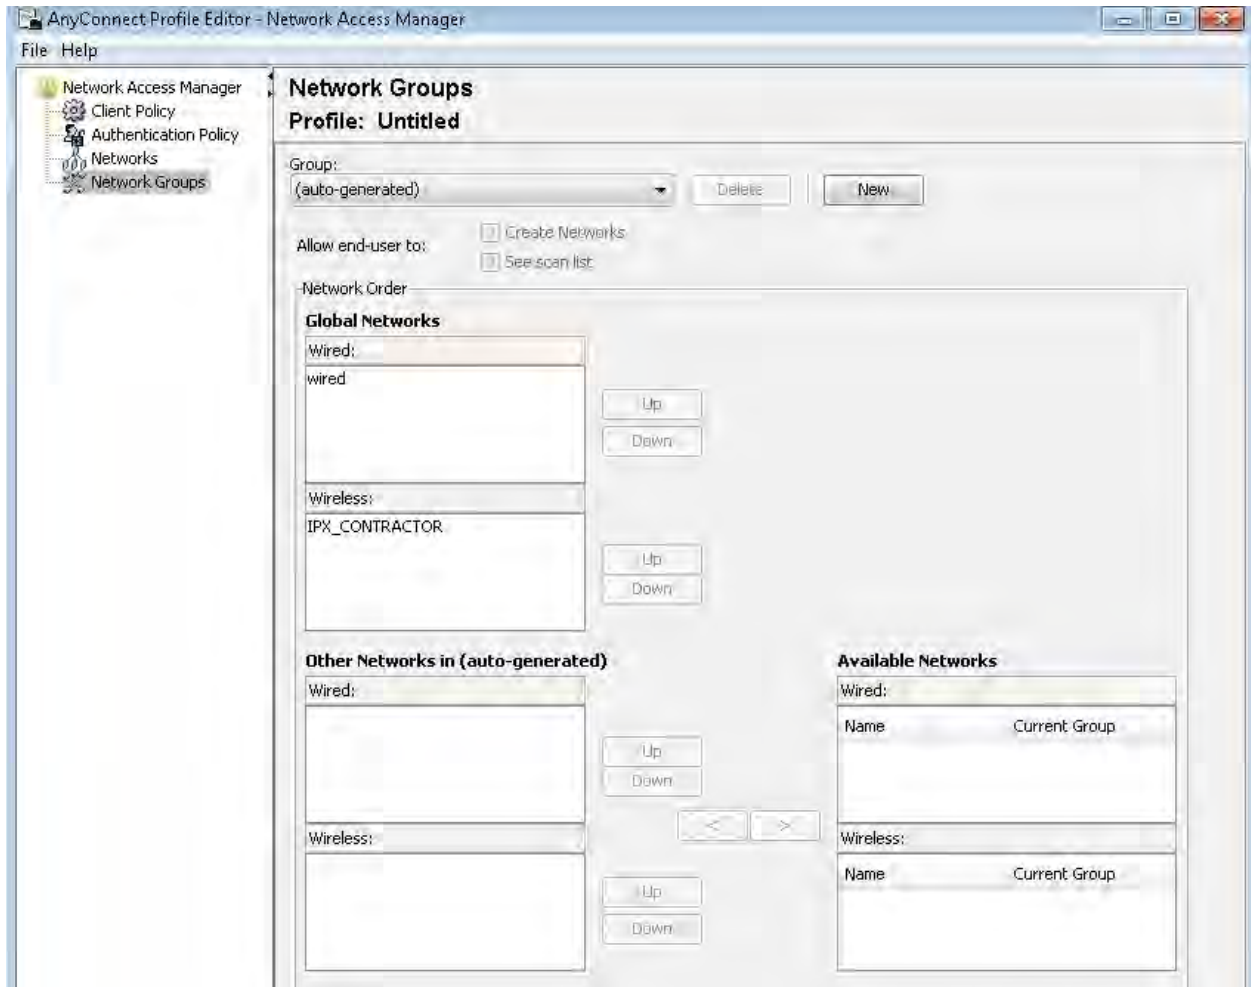 AnyConnect Profile Editor - Network Access Manager
File Help
Network Access Manager
Client Policy
Authentication Policy
Networks
Network Groups
Network Groups
Profile: Untitled
Group:
(auto-generated)
Delete
New
Allow end-user to:
Create Networks
See scan list
Network Order
Global Networks
Wired:
wired
Up
Down
Wireless:
IPX_CONTRACTOR
Up
Down
Other Networks in (auto-generated)
Wired:
Up
Down
Wireless:
Up
Down
< >
Available Networks
Wired:
Name Current Group
Wireless:
Name Current Group